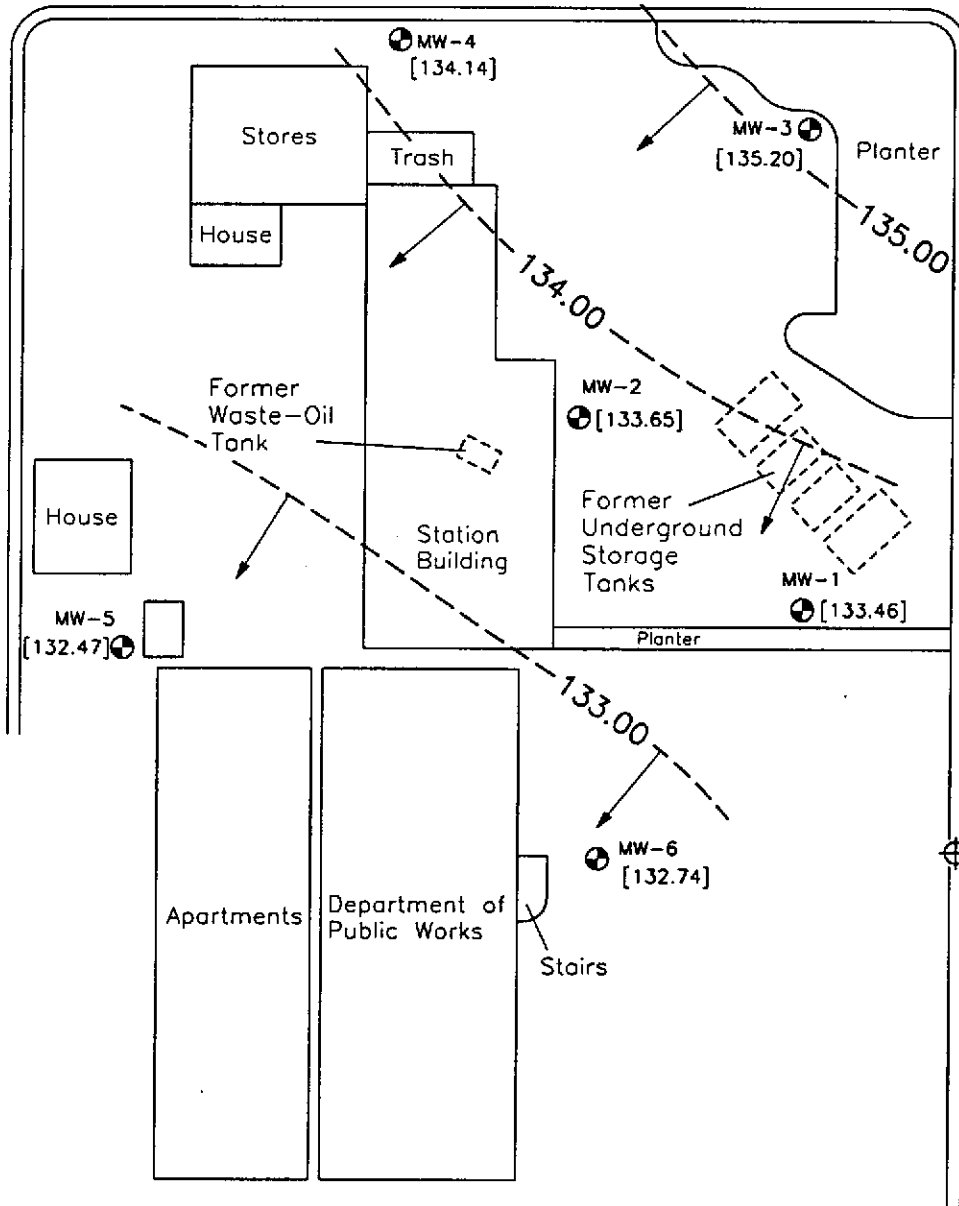 MW-4
[134.14]
Stores
Trash
MW-3
[135.20]
Planter
House
135.00
134.00
Former
Waste-Oil
Tank
MW-2
[133.65]
House
Station
Building
Former
Underground
Storage
Tanks
MW-1
[133.46]
MW-5
[132.47]
Planter
133.00
MW-6
[132.74]
Apartments
Department of
Public Works
Stairs